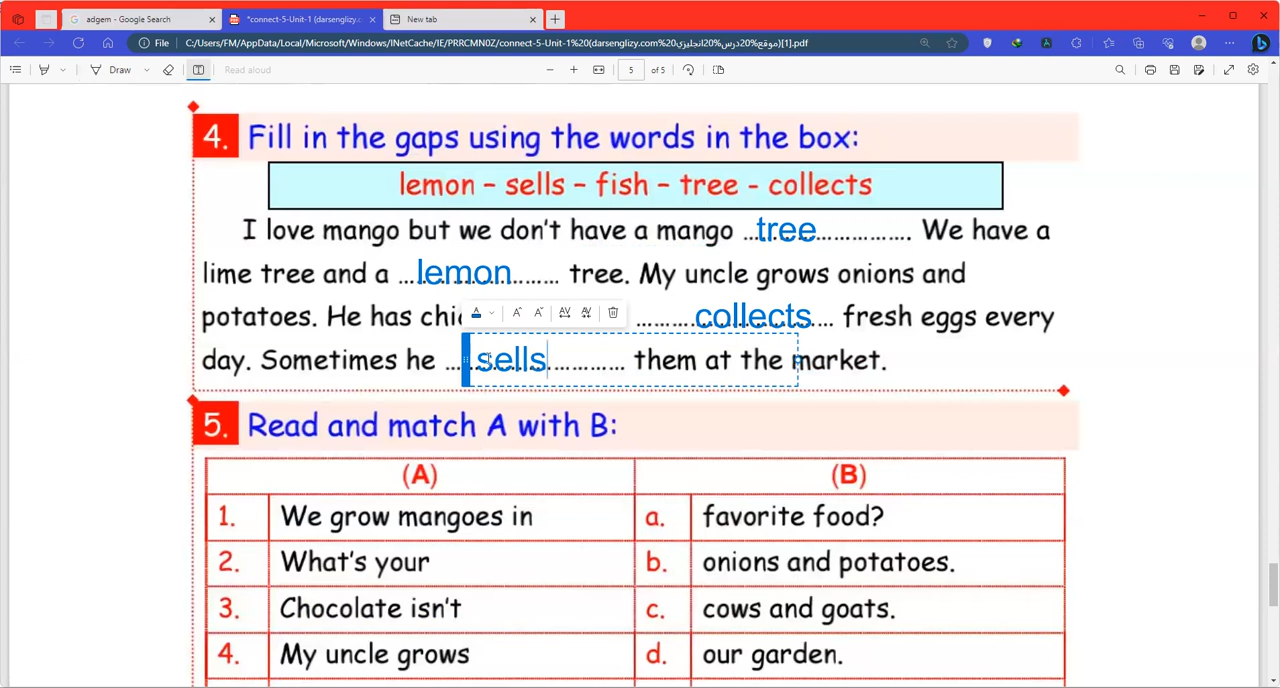 adgem - Google Search
*connect-5-Unit-1 (darsenglizy.c
New tab
File
C:/Users/FM/AppData/Local/Microsoft/Windows/INetCache/IE/PRRCMN0Z/connect-5-Unit-1%20(darsenglizy.com%20موقع%20درس%20انجليزي)[1].pdf
Draw
Read aloud
5
of 5
4. Fill in the gaps using the words in the box:
lemon – sells – fish – tree - collects
I love mango but we don't have a mango ...tree.................. We have a
lime tree and a ...lemon......... tree. My uncle grows onions and
potatoes. He has chi ..........collects... fresh eggs every
day. Sometimes he ...sells............ them at the market.
5. Read and match A with B:
(A) (B)
1. We grow mangoes in a. favorite food?
2. What's your b. onions and potatoes.
3. Chocolate isn't c. cows and goats.
4. My uncle grows d. our garden.